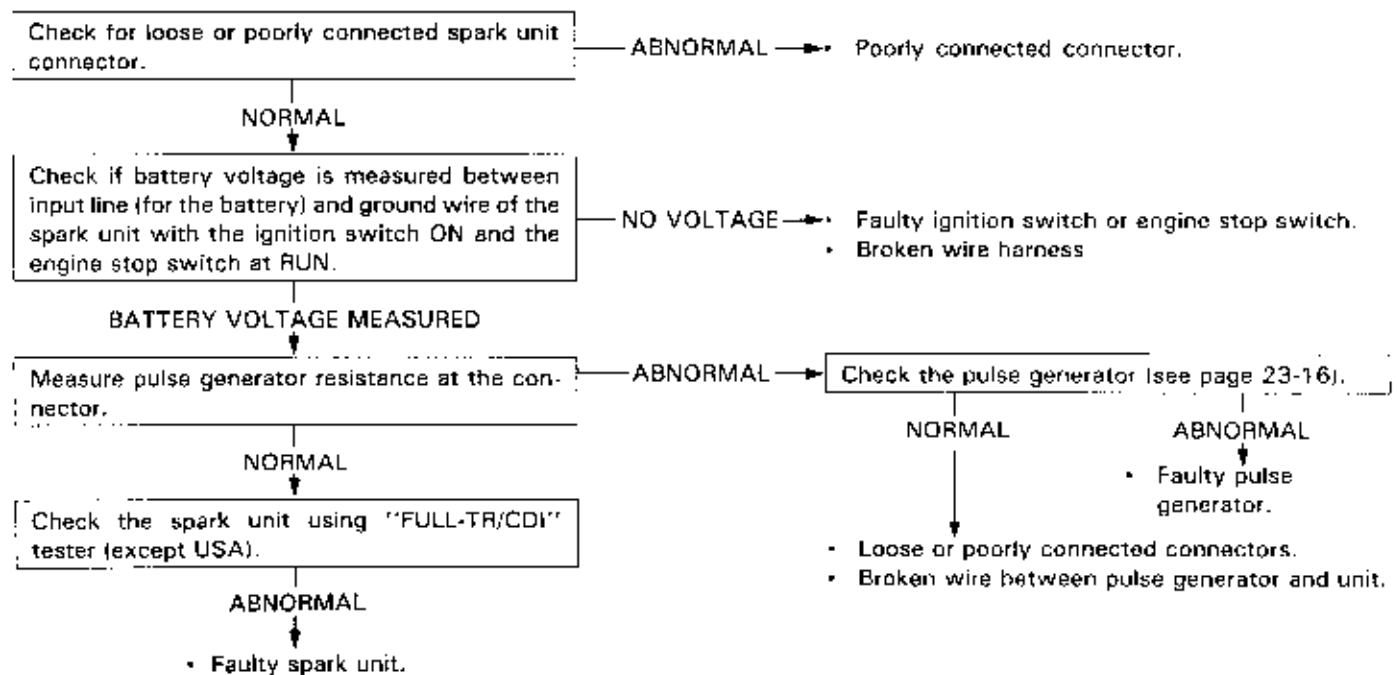 Check for loose or poorly connected spark unit
connector.
ABNORMAL
• Poorly connected connector.
NORMAL
Check if battery voltage is measured between
input line (for the battery) and ground wire of the
spark unit with the ignition switch ON and the
engine stop switch at RUN.
NO VOLTAGE
• Faulty ignition switch or engine stop switch.
• Broken wire harness
BATTERY VOLTAGE MEASURED
Measure pulse generator resistance at the con-
nector.
ABNORMAL
Check the pulse generator (see page 23-16).
NORMAL
ABNORMAL
• Faulty pulse
generator.
• Loose or poorly connected connectors.
• Broken wire between pulse generator and unit.
NORMAL
Check the spark unit using "FULL-TR/CDI"
tester (except USA).
ABNORMAL
• Faulty spark unit.